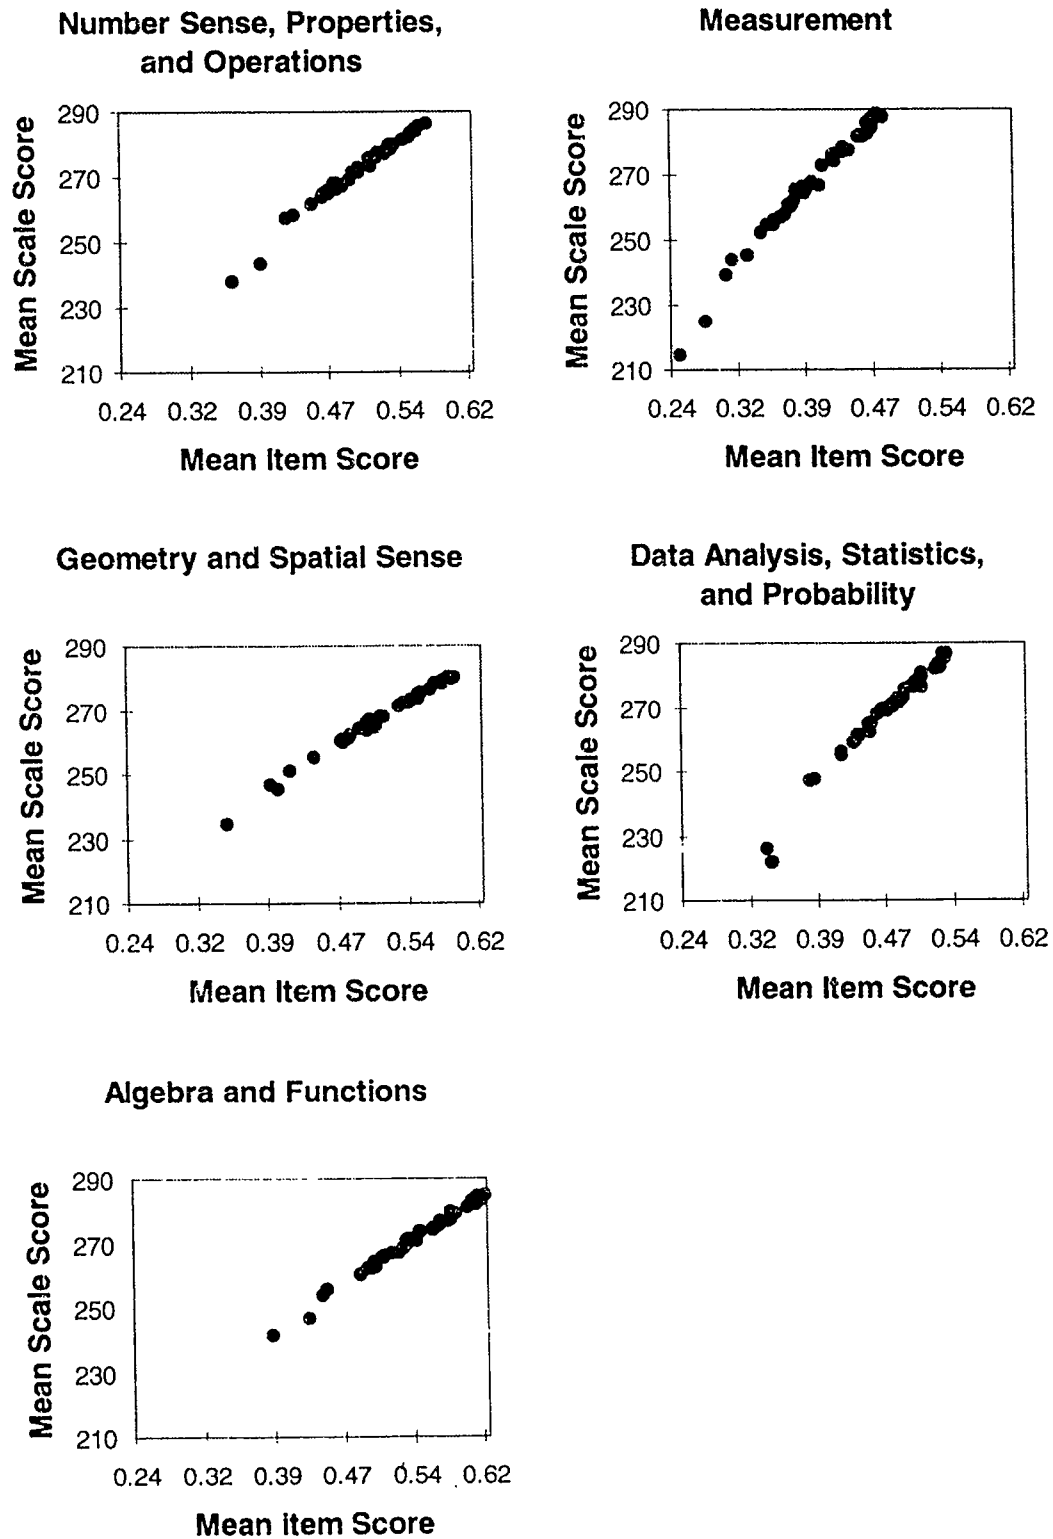 Number Sense, Properties,
and Operations
Mean Scale Score
290
270
250
230
210
0.24 0.32 0.39 0.47 0.54 0.62
Mean Item Score
Measurement
Mean Scale Score
290
270
250
230
210
0.24 0.32 0.39 0.47 0.54 0.62
Mean Item Score
Geometry and Spatial Sense
Mean Scale Score
290
270
250
230
210
0.24 0.32 0.39 0.47 0.54 0.62
Mean Item Score
Data Analysis, Statistics,
and Probability
Mean Scale Score
290
270
250
230
210
0.24 0.32 0.39 0.47 0.54 0.62
Mean Item Score
Algebra and Functions
Mean Scale Score
290
270
250
230
210
0.24 0.32 0.39 0.47 0.54 0.62
Mean item Score